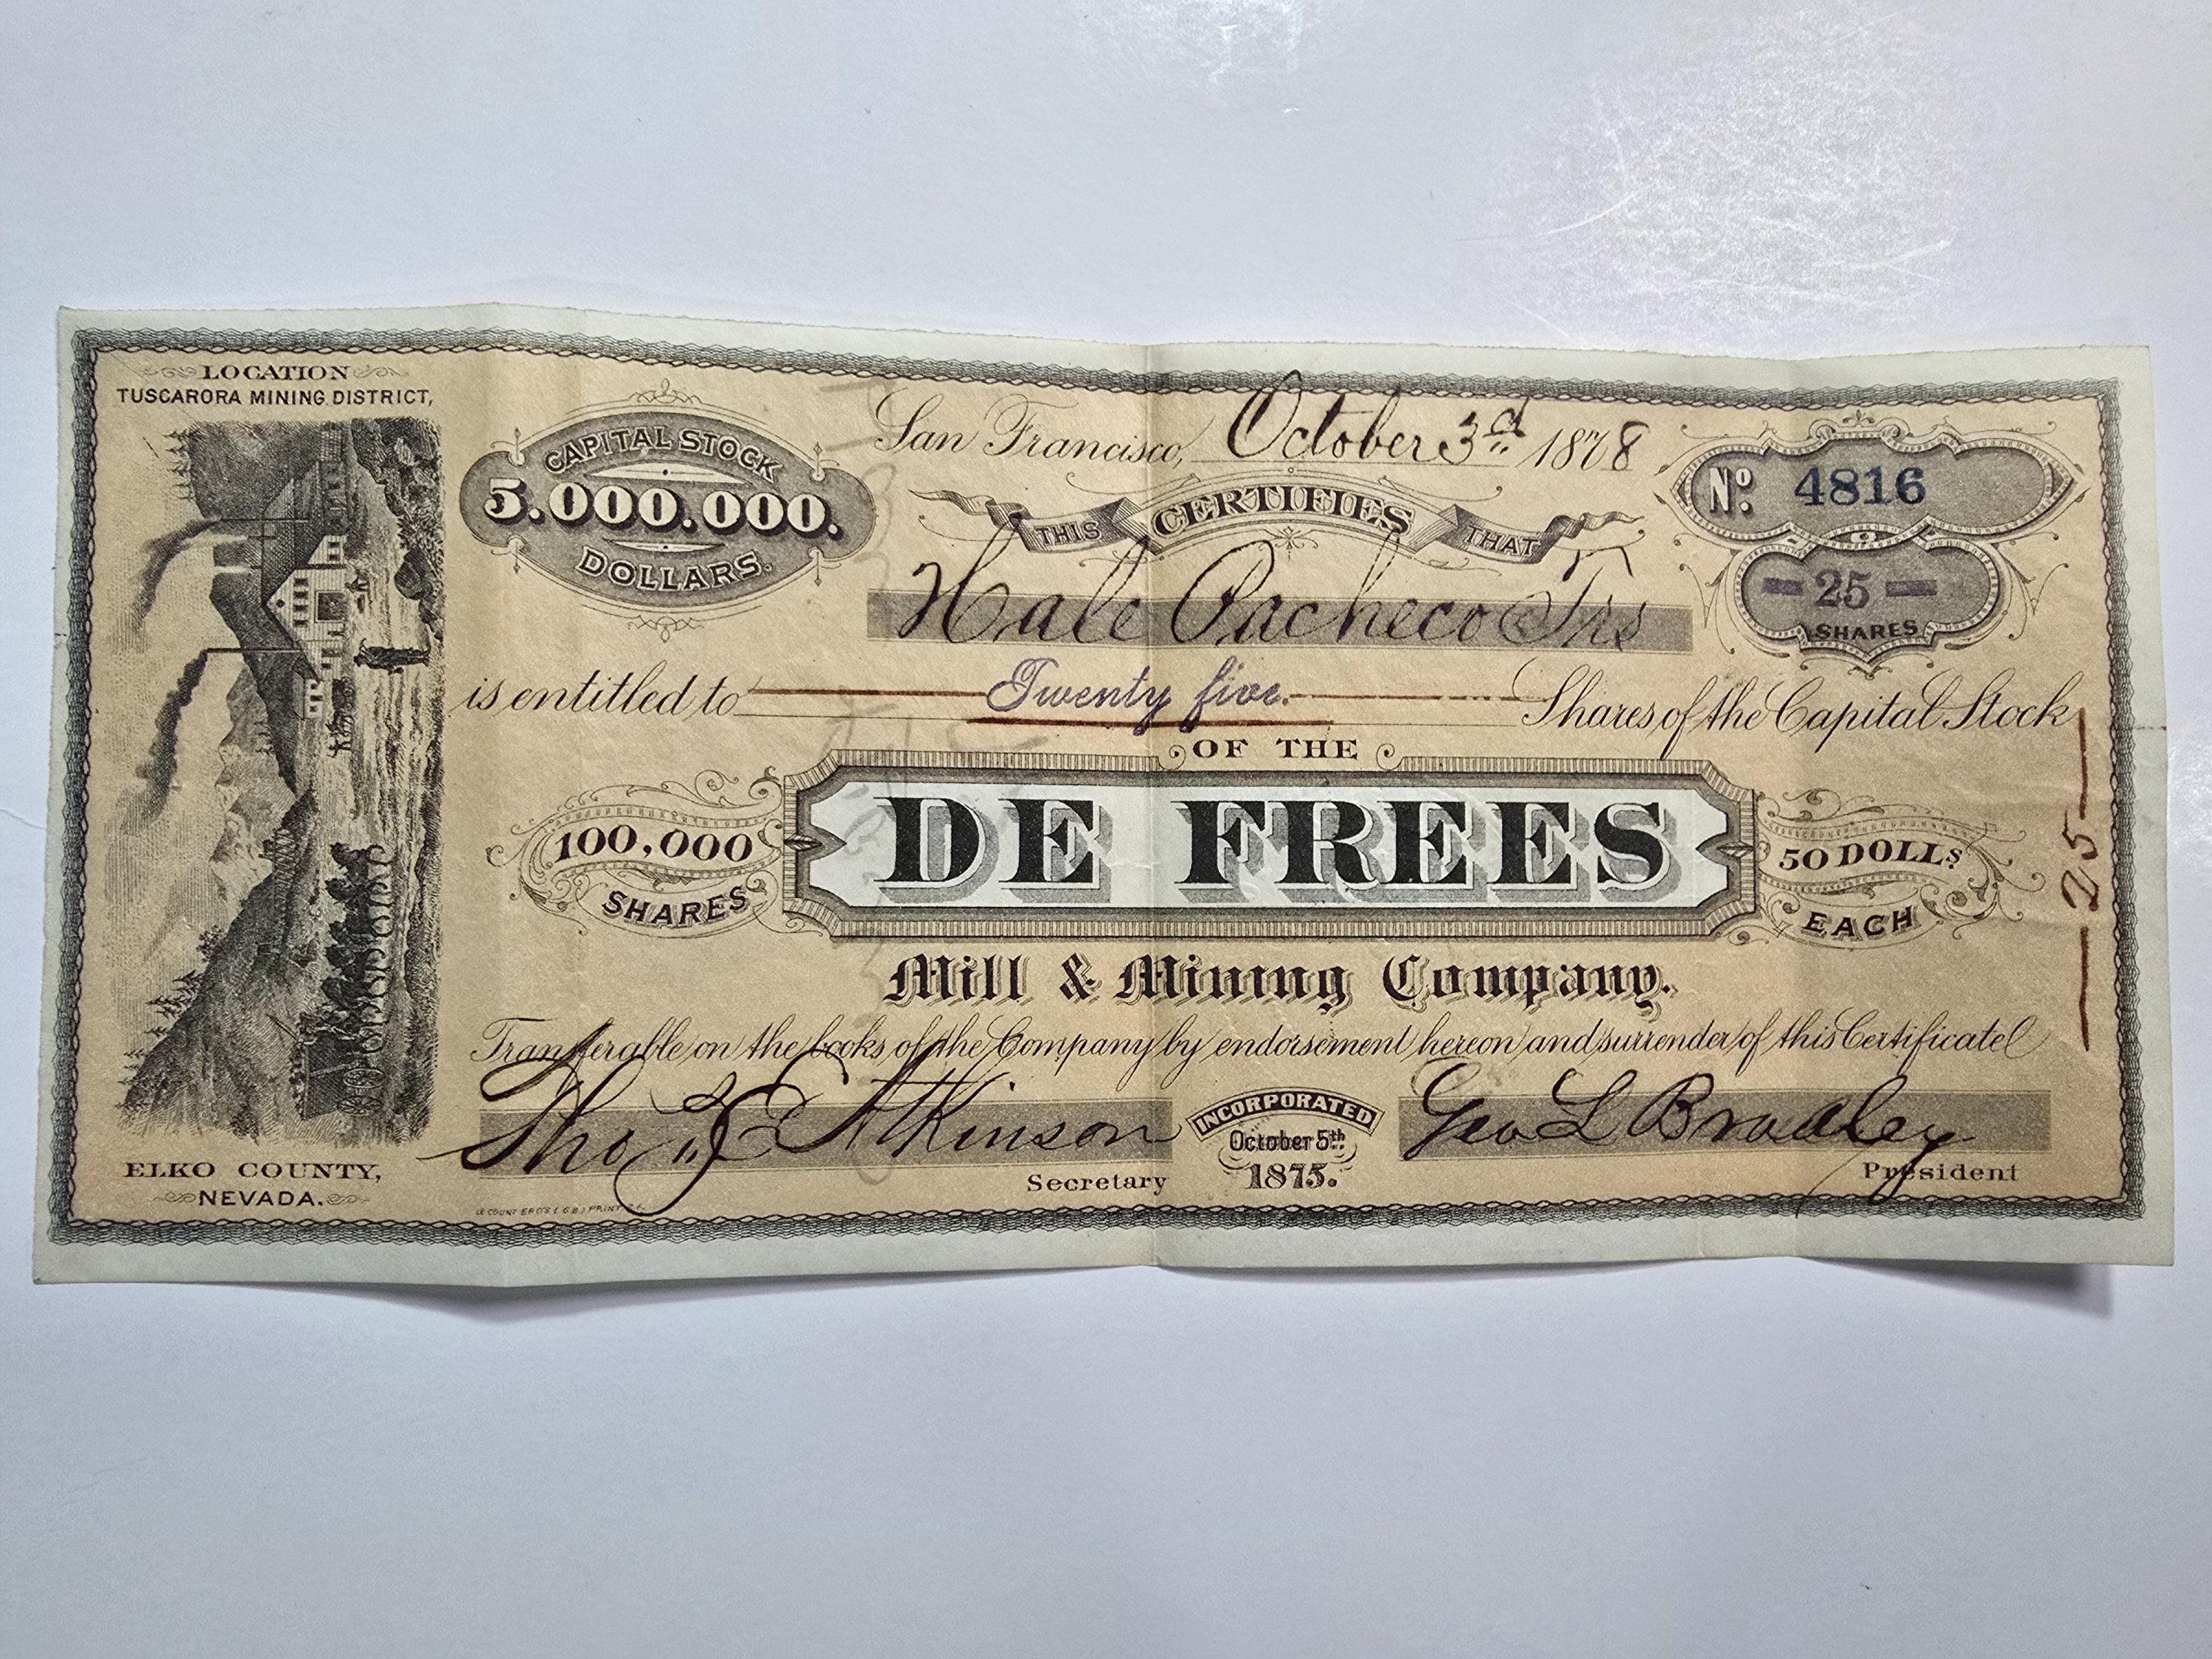 LOCATION
TUSCARORA MINING DISTRICT,
ELKO COUNTY,
NEVADA.
CAPITAL STOCK
5.000.000.
DOLLARS.
San Francisco, October 3rd 1878
No. 4816
THIS CERTIFIES THAT
25
SHARES
Hale Pacheco Trs
is entitled to Twenty five. Shares of the Capital Stock
OF THE
100,000
SHARES
DE FREES
50 DOLLS
EACH
25
Mill & Mining Company.
Transferable on the books of the Company by endorsement hereon and surrender of this Certificate
Thos. E Atkinson
Secretary
INCORPORATED
October 5th
1875.
Geo L Bradley
President